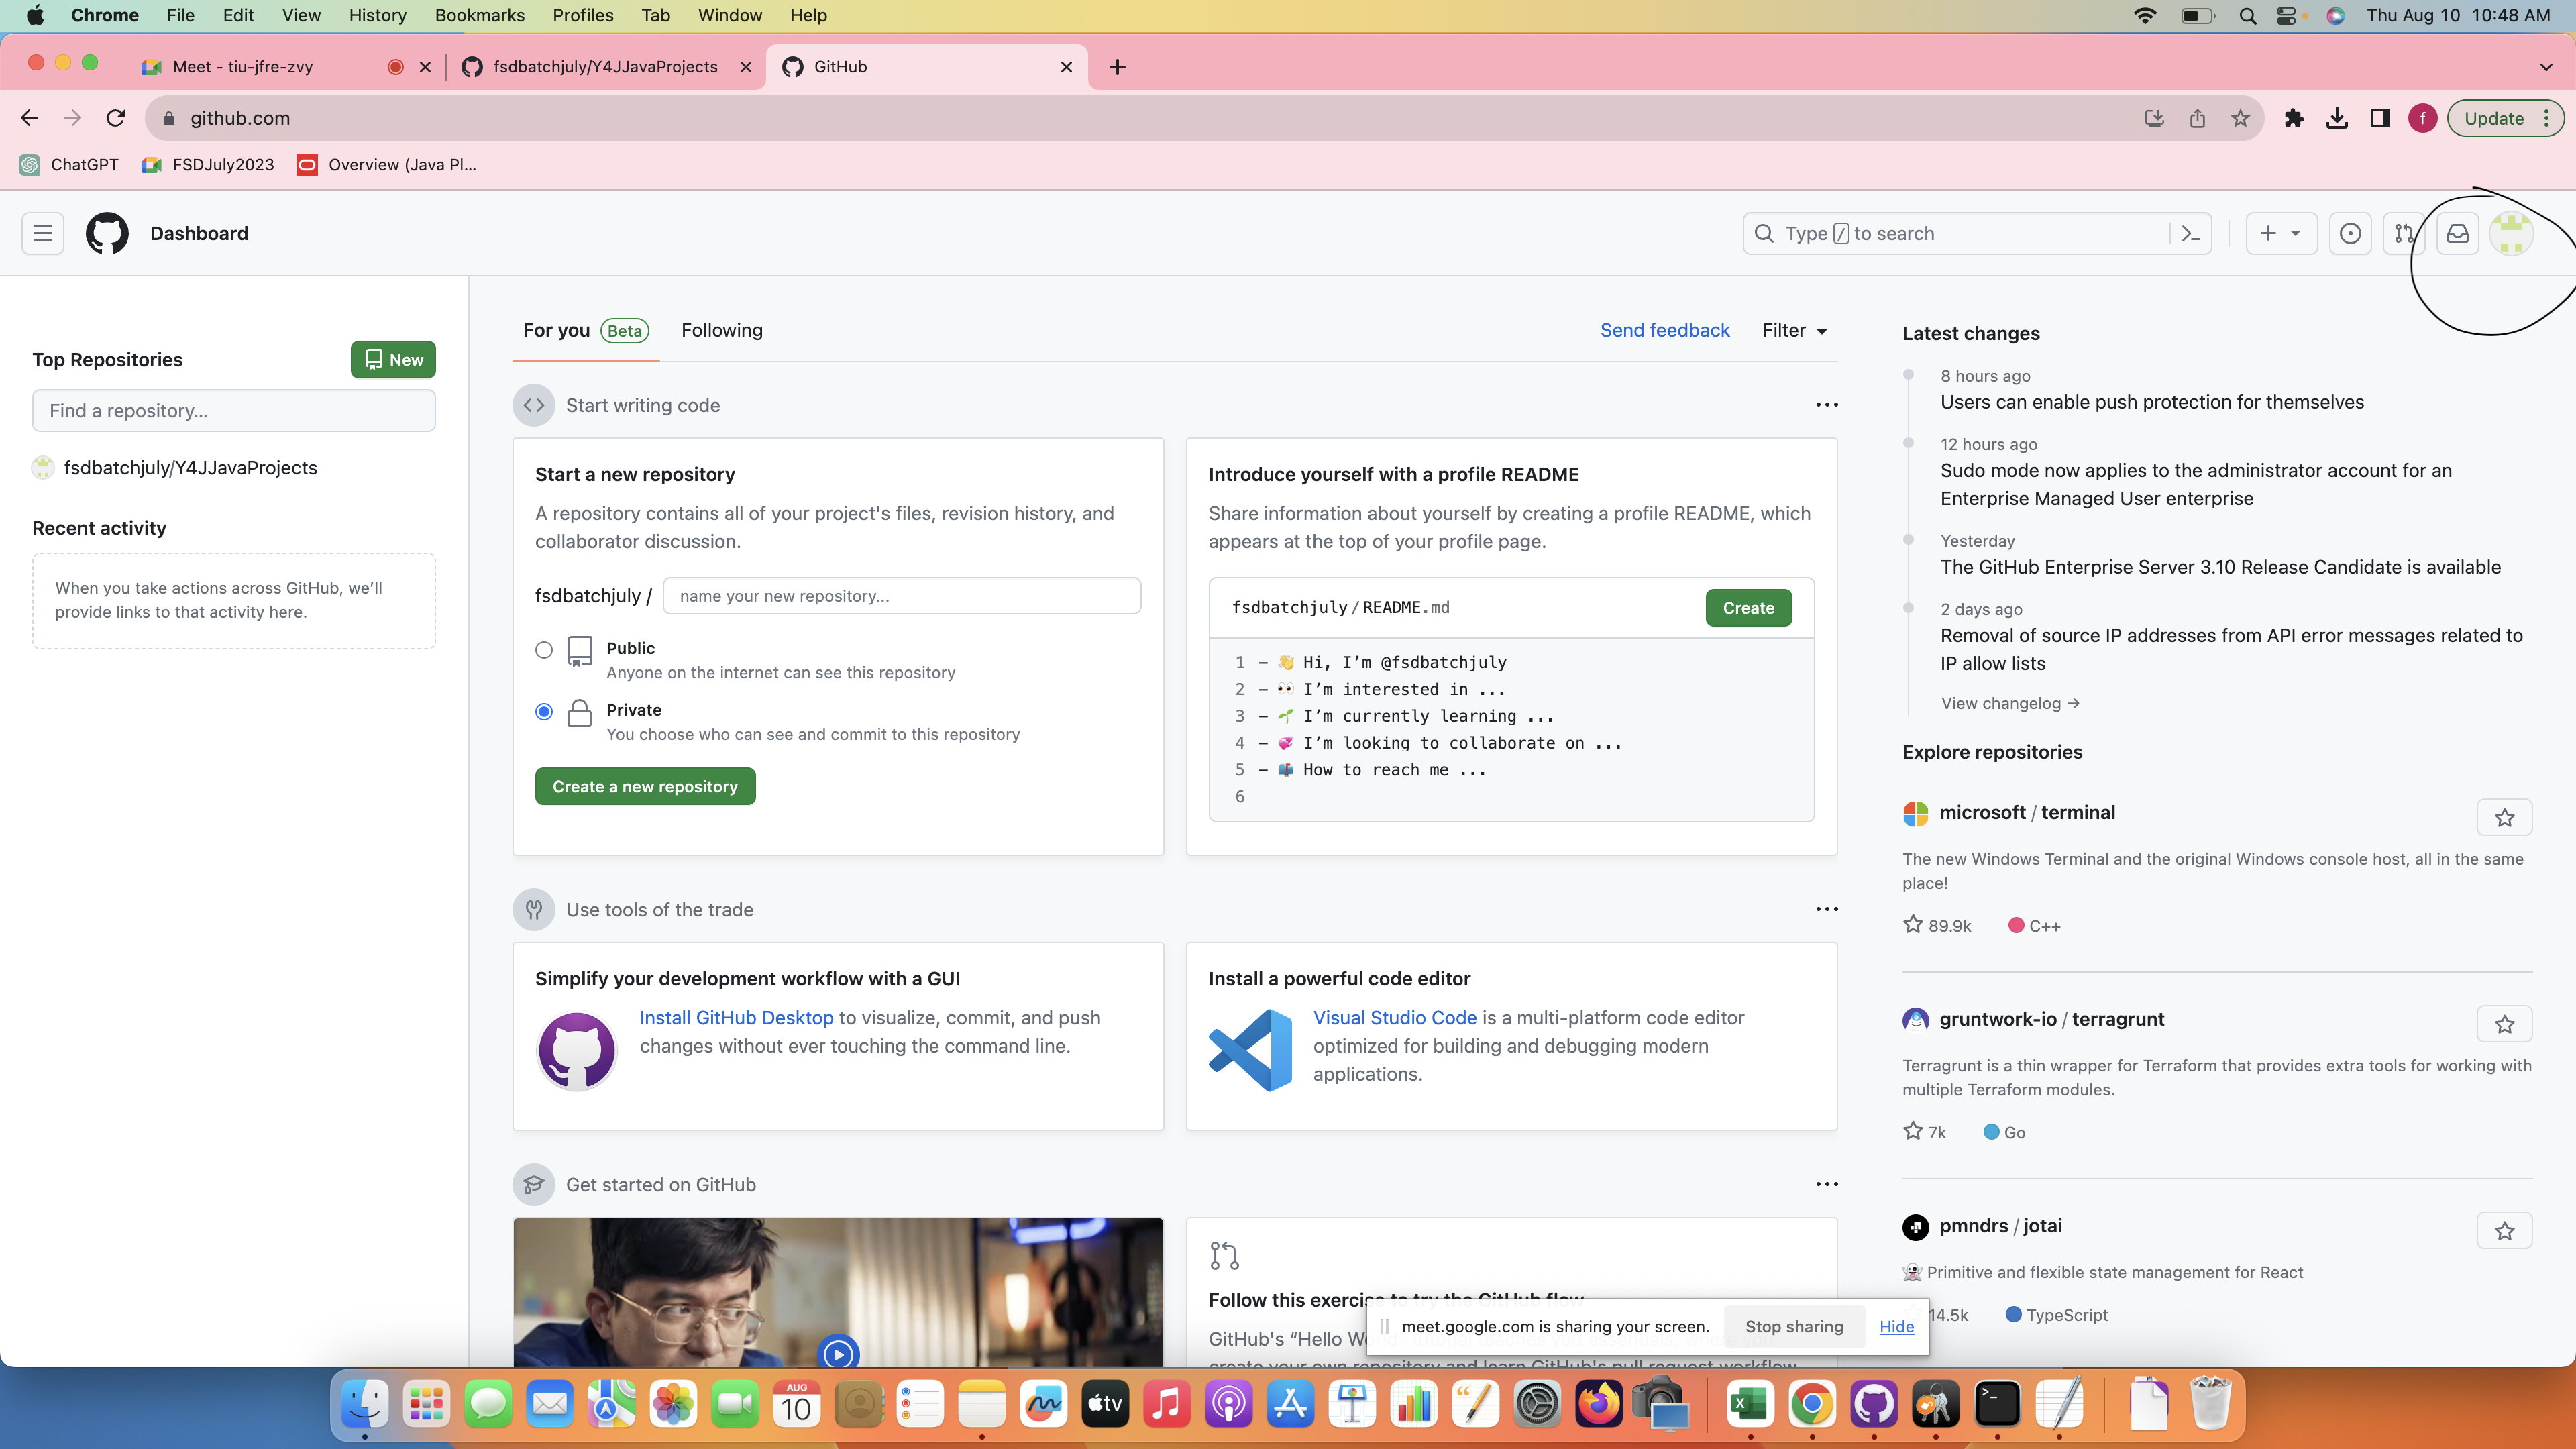 Chrome File Edit View History Bookmarks Profiles Tab Window Help Thu Aug 10 10:48 AM
Meet - tiu-jfre-zvy fsdbatchjuly/Y4JJavaProjects GitHub
github.com f Update
ChatGPT FSDJuly2023 Overview (Java Pl...
Dashboard Type / to search
Top Repositories New
Find a repository...
fsdbatchjuly/Y4JJavaProjects
Recent activity
When you take actions across GitHub, we'll
provide links to that activity here.
For you Beta Following Send feedback Filter
Start writing code
Start a new repository
A repository contains all of your project's files, revision history, and
collaborator discussion.
fsdbatchjuly / name your new repository...
Public
Anyone on the internet can see this repository
Private
You choose who can see and commit to this repository
Create a new repository
Introduce yourself with a profile README
Share information about yourself by creating a profile README, which
appears at the top of your profile page.
fsdbatchjuly / README.md Create
1 - 👋 Hi, I'm @fsdbatchjuly
2 - 👀 I'm interested in ...
3 - 🌱 I'm currently learning ...
4 - 💞️ I'm looking to collaborate on ...
5 - 📫 How to reach me ...
6
Use tools of the trade
Simplify your development workflow with a GUI
Install GitHub Desktop to visualize, commit, and push
changes without ever touching the command line.
Install a powerful code editor
Visual Studio Code is a multi-platform code editor
optimized for building and debugging modern
applications.
Get started on GitHub
Follow this exercise to try the GitHub flow
GitHub's "Hello
create your own repository and learn GitHub's pull request workflow
Latest changes
8 hours ago
Users can enable push protection for themselves
12 hours ago
Sudo mode now applies to the administrator account for an
Enterprise Managed User enterprise
Yesterday
The GitHub Enterprise Server 3.10 Release Candidate is available
2 days ago
Removal of source IP addresses from API error messages related to
IP allow lists
View changelog →
Explore repositories
microsoft / terminal
The new Windows Terminal and the original Windows console host, all in the same
place!
89.9k C++
gruntwork-io / terragrunt
Terragrunt is a thin wrapper for Terraform that provides extra tools for working with
multiple Terraform modules.
7k Go
pmndrs / jotai
👻 Primitive and flexible state management for React
14.5k TypeScript
meet.google.com is sharing your screen. Stop sharing Hide
AUG
10
tv